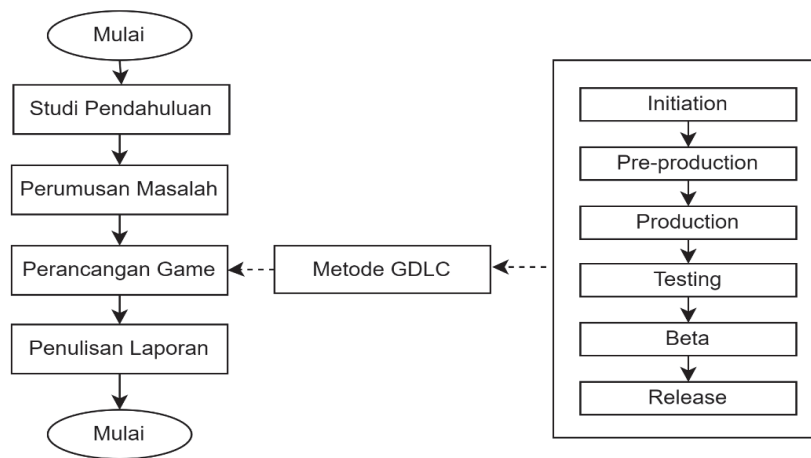 Mulai
Studi Pendahuluan
Perumusan Masalah
Perancangan Game
Penulisan Laporan
Mulai
Metode GDLC
Initiation
Pre-production
Production
Testing
Beta
Release